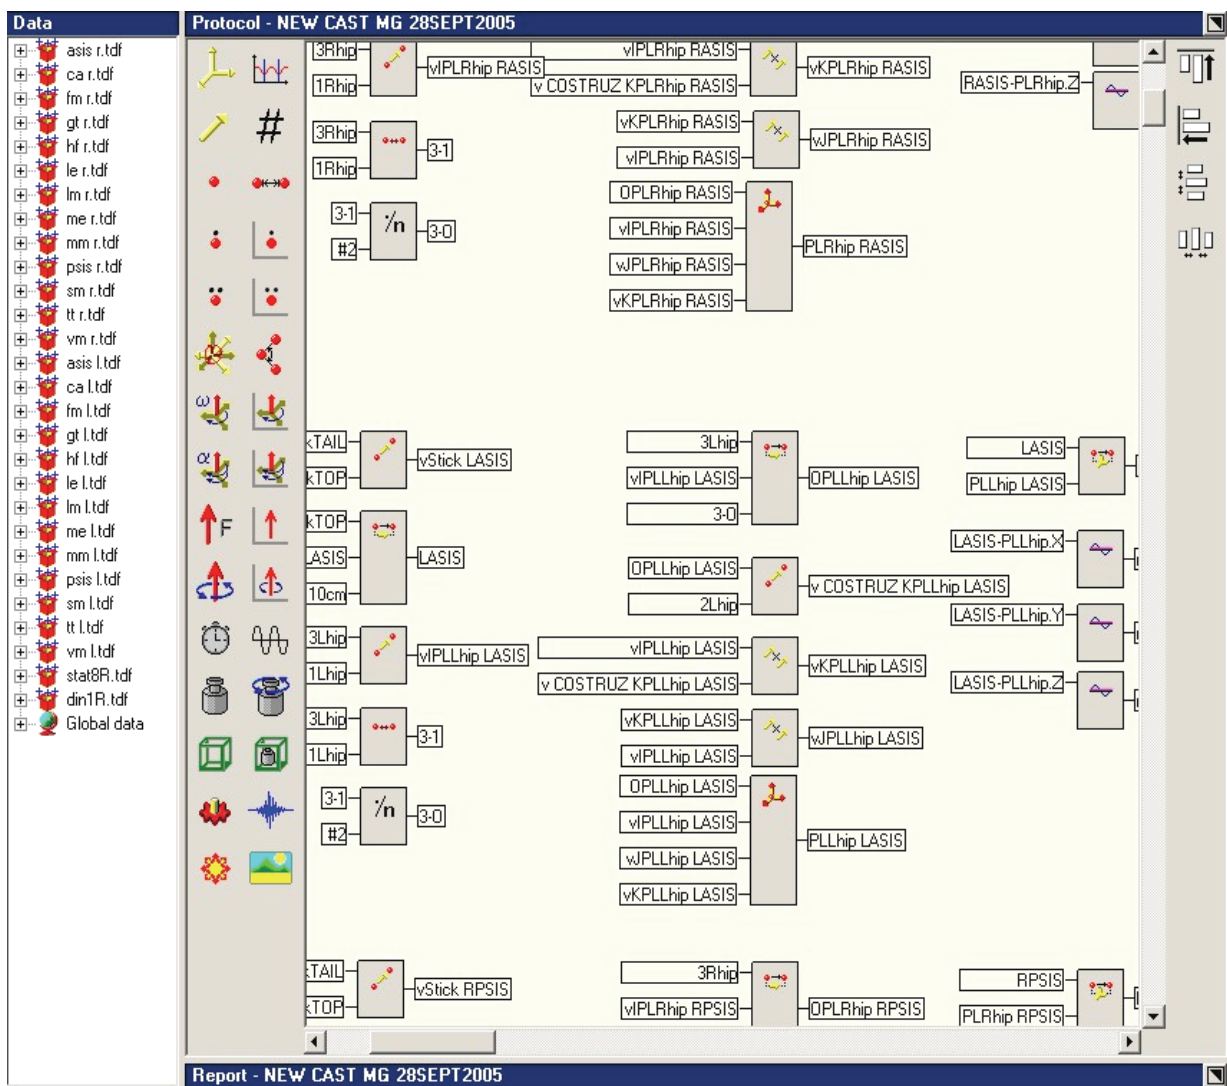 Data
Protocol - NEW CAST MG 28SEPT2005
asis r.tdf
ca r.tdf
fm r.tdf
gt r.tdf
hf r.tdf
le r.tdf
lm r.tdf
me r.tdf
mm r.tdf
psis r.tdf
sm r.tdf
tt r.tdf
vm r.tdf
asis l.tdf
ca l.tdf
fm l.tdf
gt l.tdf
hf l.tdf
le l.tdf
lm l.tdf
me l.tdf
mm l.tdf
psis l.tdf
sm l.tdf
tt l.tdf
vm l.tdf
stat8R.tdf
din1R.tdf
Global data
#
ω
α
F
3Rhip
1Rhip
vIPLRhip RASIS
3Rhip
1Rhip
3-1
3-1
#2
·/n
3-0
vIPLRhip RASIS
v COSTRUZ KPLRhip RASIS
vKPLRhip RASIS
vKPLRhip RASIS
vIPLRhip RASIS
vJPLRhip RASIS
OPLRhip RASIS
vIPLRhip RASIS
vJPLRhip RASIS
vKPLRhip RASIS
PLRhip RASIS
RASIS-PLRhip.Z
kTAIL
kTOP
vStick LASIS
kTOP
LASIS
10cm
LASIS
3Lhip
1Lhip
vIPLLhip LASIS
3Lhip
1Lhip
3-1
3-1
#2
·/n
3-0
3Lhip
vIPLLhip LASIS
3-0
OPLLhip LASIS
OPLLhip LASIS
2Lhip
v COSTRUZ KPLLhip LASIS
vIPLLhip LASIS
v COSTRUZ KPLLhip LASIS
vKPLLhip LASIS
vKPLLhip LASIS
vIPLLhip LASIS
vJPLLhip LASIS
OPLLhip LASIS
vIPLLhip LASIS
vJPLLhip LASIS
vKPLLhip LASIS
PLLhip LASIS
LASIS
PLLhip LASIS
LASIS-PLLhip.X
LASIS-PLLhip.Y
LASIS-PLLhip.Z
kTAIL
kTOP
vStick RPSIS
3Rhip
vIPLRhip RPSIS
OPLRhip RPSIS
RPSIS
PLRhip RPSIS
Report - NEW CAST MG 28SEPT2005